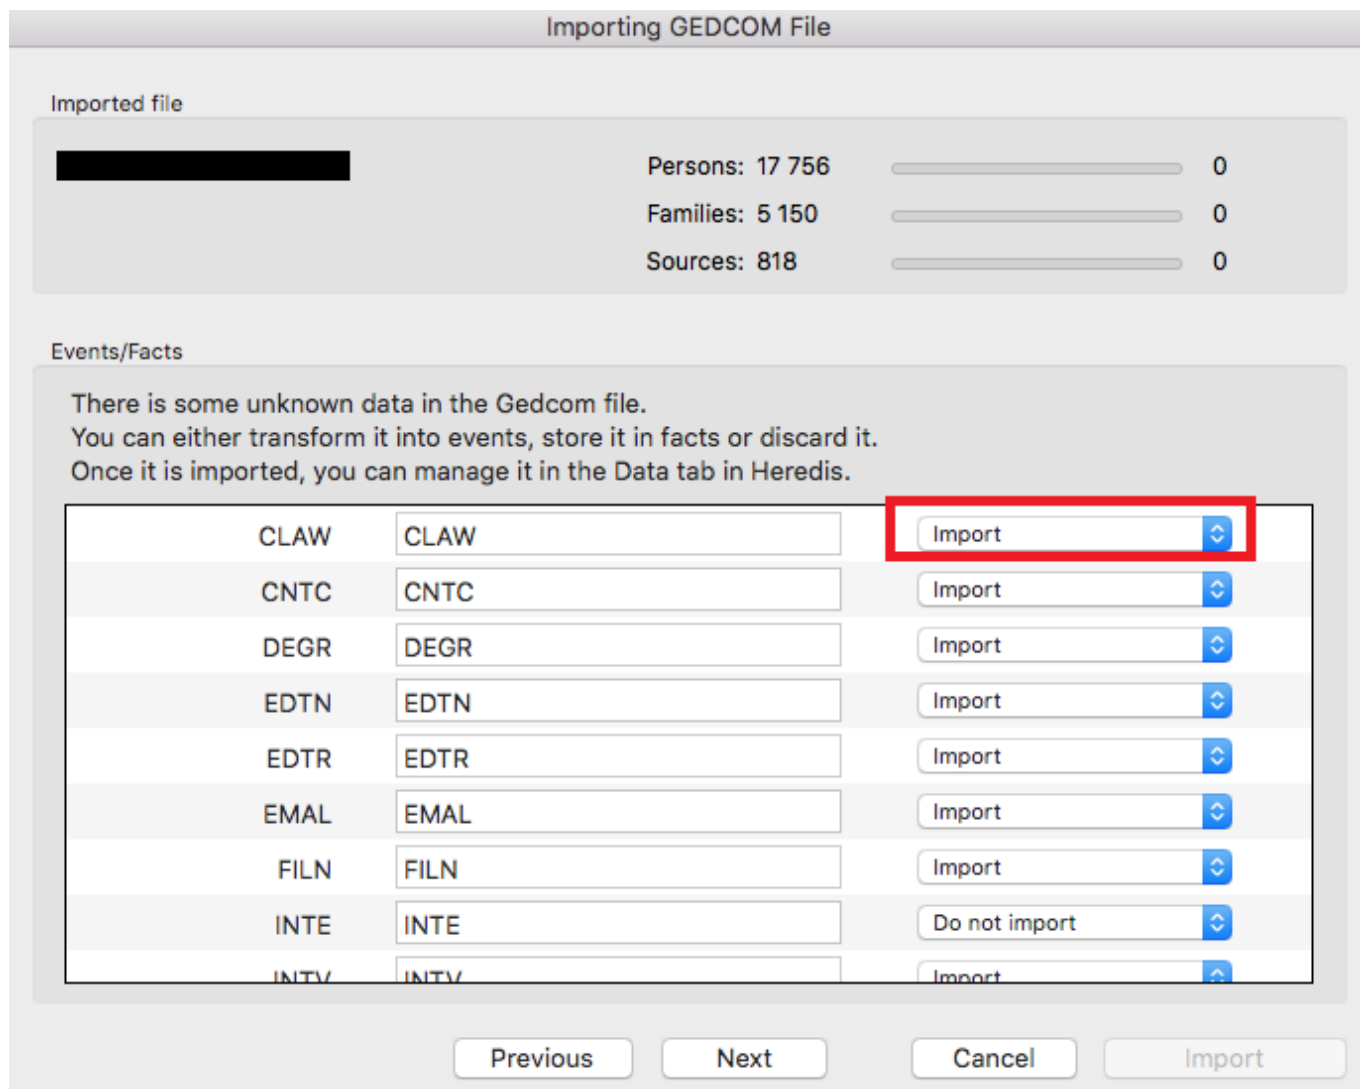 Importing GEDCOM File
Imported file
Persons: 17 756 0
Families: 5 150 0
Sources: 818 0
Events/Facts
There is some unknown data in the Gedcom file.
You can either transform it into events, store it in facts or discard it.
Once it is imported, you can manage it in the Data tab in Heredis.
CLAW CLAW Import
CNTC CNTC Import
DEGR DEGR Import
EDTN EDTN Import
EDTR EDTR Import
EMAL EMAL Import
FILN FILN Import
INTE INTE Do not import
INTV INTV Import
Previous Next Cancel Import